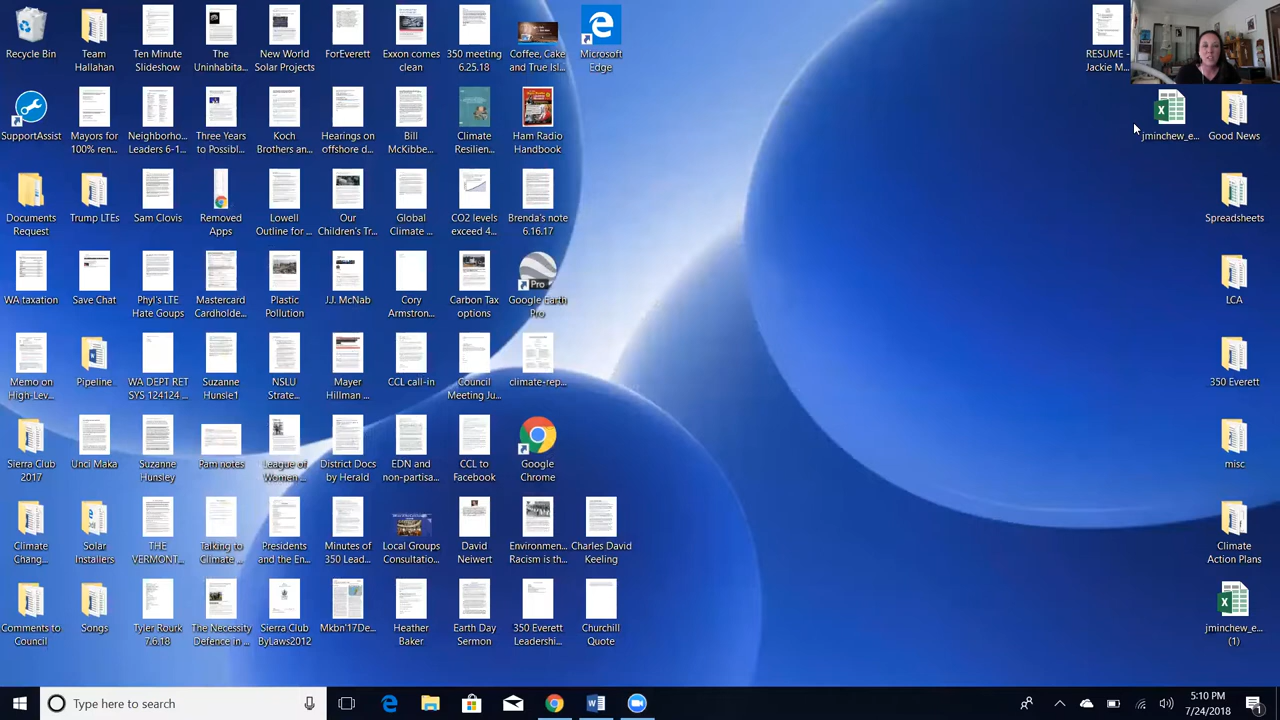 Recycle Bin
Team
Hallahan
10 Minute
Slideshow
The
Uninhabita...
New World
Solar Projects
ForEverett
Exxon comes
clean
350 meeting
6.25.18
Coffee, Cake
and True Isl...
Microsoft
Edge
RESUME -
Jackie M...
SupportAssist
Mayors for
100% ren...
Neighborho...
Leaders 6-1...
Three Years
to Possibl...
Koch
Brothers an...
Hearings on
offshore d...
Bill
McKibbe...
Climate
Resilien...
Ham Radio
Handbook
jminchew_e...
Good News
Documents
Request
Trump LTEs
Sam Clovis
Removed
Apps
Lowell
Outline for ...
Our
Children's Tr...
Global
Climate ...
CO2 levels
exceed 4...
Brenda's note
6.16.17
Spreadsheets
WA taxation
Save Chat
Phyl's LTE
Hate Goups
Mastercard
Cardholde...
Plastic
Pollution
J.J. McNab
Cory
Armstron...
Carbon Tax
options
Pro
Google Earth
Pro
LCA
Memo on
High-Lev...
Pipeline
WA DEPT RET
SYS 124124 ...
Suzanne
Hunsle1
NSLU
Strate...
Mayer
Hillman ...
CCL call-in
Council
Meeting Ju...
climate-rep...
350 Everett
Sierra Club
2017
Unci Maka
Suzanne
Hunsley
Pam notes
League of
Women ...
District Docs
by Herald
EDN and
non-partisa...
CCL to
Facebook
Google
Chrome
misc
Climate
Chang...
Solar
Install...
THE
PERNIENT...
Talking to
Climate ...
Presidents
and the En...
Minutes of
350 Lead...
Local Groups
Consultatio...
David
Neiwert
Environmen...
Racism is th...
Charles David
Keeling
Climate
Action Plans
Comments
Council
Songs
Tyler Rourk
7.6.18
The Necessity
Defence in ...
Sierra Club
ByLaws2012
Mkbn'17De...
Heather
Baker
Earth Day
Sermon
350 Everett
Leadershi...
Churchill
Quote
jminchew_e...
(1)
Type here to search
5:10 PM
7/24/2018